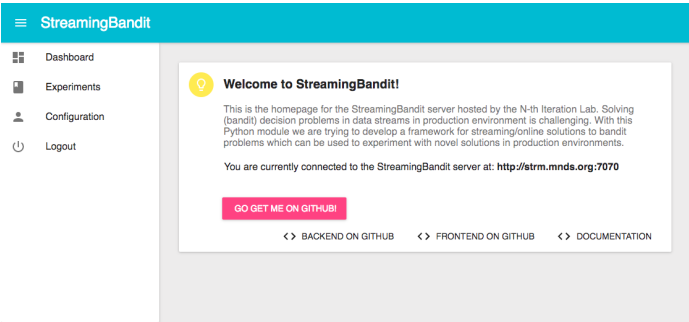 StreamingBandit
Dashboard
Experiments
Configuration
Logout
Welcome to StreamingBandit!
This is the homepage for the StreamingBandit server hosted by the N-th Iteration Lab. Solving
(bandit) decision problems in data streams in production environment is challenging. With this
Python module we are trying to develop a framework for streaming/online solutions to bandit
problems which can be used to experiment with novel solutions in production environments.
You are currently connected to the StreamingBandit server at: http://strm.mnds.org:7070
GO GET ME ON GITHUB!
<> BACKEND ON GITHUB <> FRONTEND ON GITHUB <> DOCUMENTATION